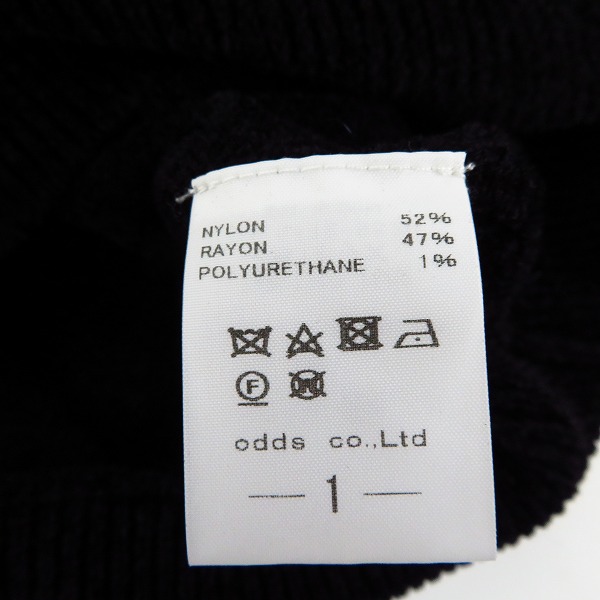 NYLON 52%
RAYON 47%
POLYURETHANE 1%
F W
odds co.,Ltd
— 1 —